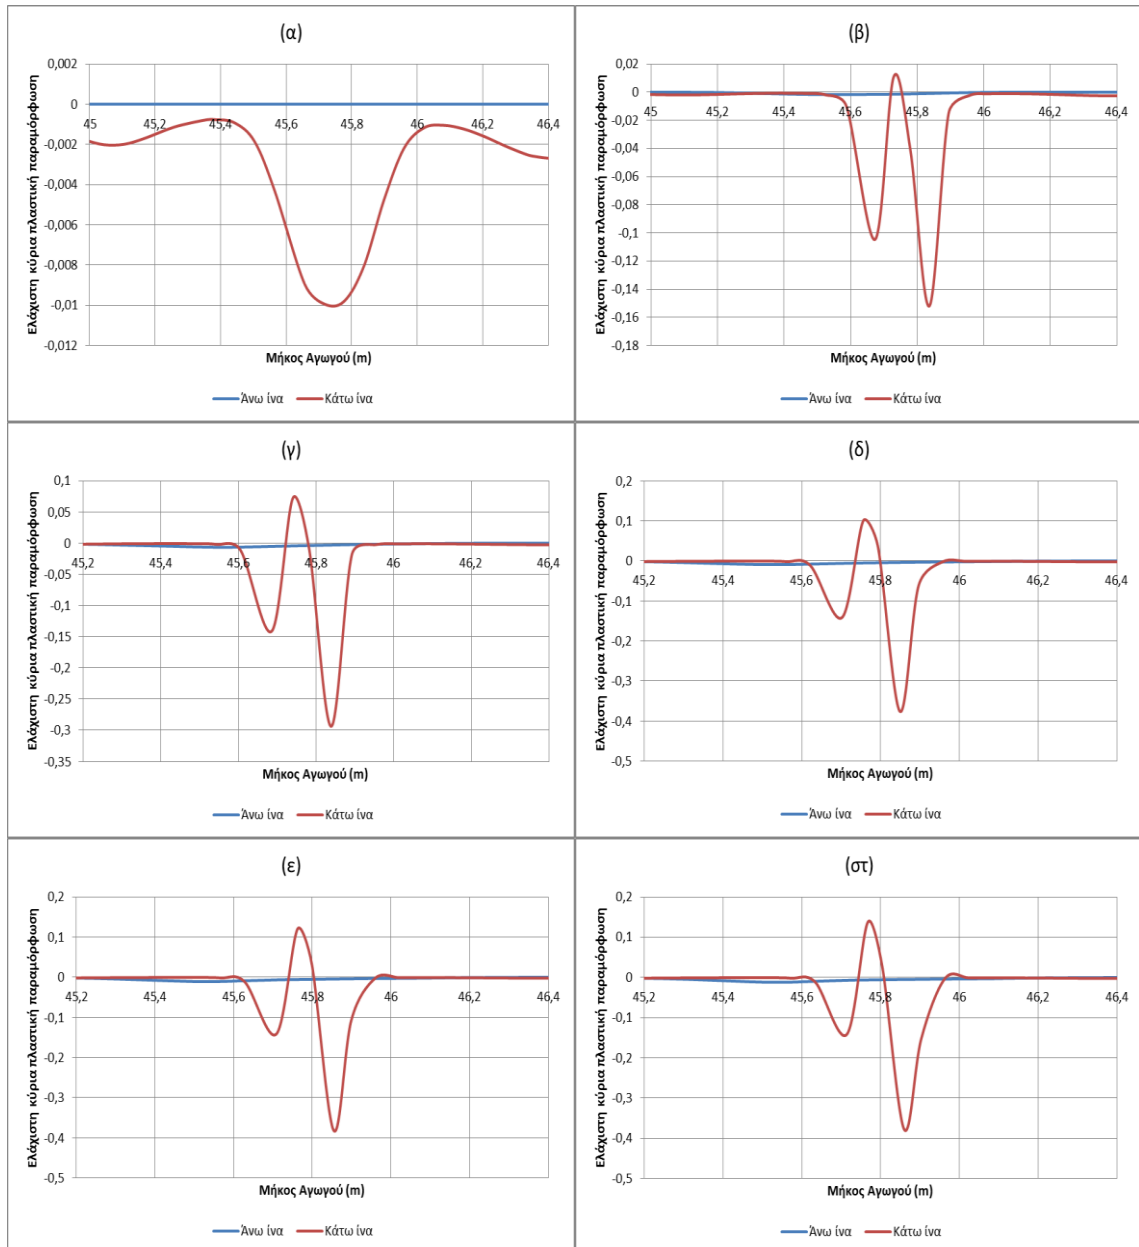 (α)
Ελάχιστη κύρια πλαστική παραμόρφωση
0,002
0
-0,002
-0,004
-0,006
-0,008
-0,01
-0,012
45 45,2 45,4 45,6 45,8 46 46,2 46,4
Μήκος Αγωγού (m)
Άνω ίνα Κάτω ίνα
(β)
Ελάχιστη κύρια πλαστική παραμόρφωση
0,02
0
-0,02
-0,04
-0,06
-0,08
-0,1
-0,12
-0,14
-0,16
-0,18
45 45,2 45,4 45,6 45,8 46 46,2 46,4
Μήκος Αγωγού (m)
Άνω ίνα Κάτω ίνα
(γ)
Ελάχιστη κύρια πλαστική παραμόρφωση
0,1
0,05
0
-0,05
-0,1
-0,15
-0,2
-0,25
-0,3
-0,35
45,2 45,4 45,6 45,8 46 46,2 46,4
Μήκος Αγωγού (m)
Άνω ίνα Κάτω ίνα
(δ)
Ελάχιστη κύρια πλαστική παραμόρφωση
0,2
0,1
0
-0,1
-0,2
-0,3
-0,4
-0,5
45,2 45,4 45,6 45,8 46 46,2 46,4
Μήκος Αγωγού (m)
Άνω ίνα Κάτω ίνα
(ε)
Ελάχιστη κύρια πλαστική παραμόρφωση
0,2
0,1
0
-0,1
-0,2
-0,3
-0,4
-0,5
45,2 45,4 45,6 45,8 46 46,2 46,4
Μήκος Αγωγού (m)
Άνω ίνα Κάτω ίνα
(στ)
Ελάχιστη κύρια πλαστική παραμόρφωση
0,2
0,1
0
-0,1
-0,2
-0,3
-0,4
-0,5
45,2 45,4 45,6 45,8 46 46,2 46,4
Μήκος Αγωγού (m)
Άνω ίνα Κάτω ίνα